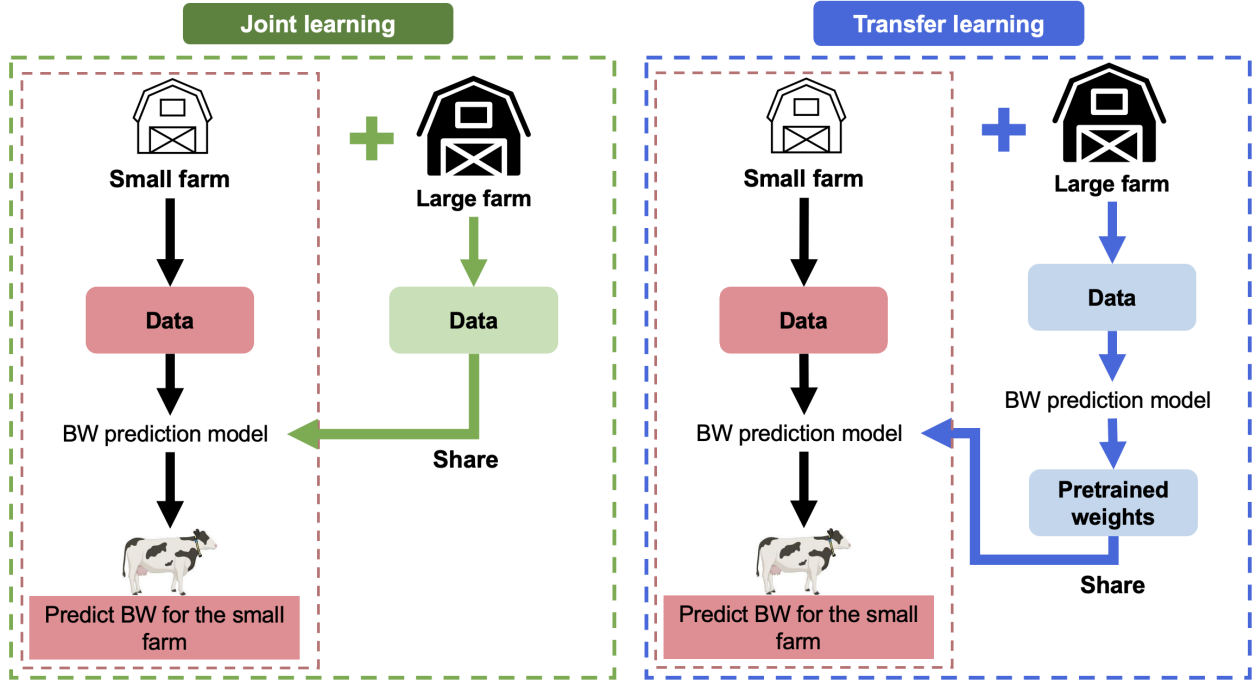 Joint learning
Small farm
Large farm
Data
Data
BW prediction model
Share
Predict BW for the small
farm
Transfer learning
Small farm
Large farm
Data
Data
BW prediction model
BW prediction model
Pretrained
weights
Share
Predict BW for the small
farm